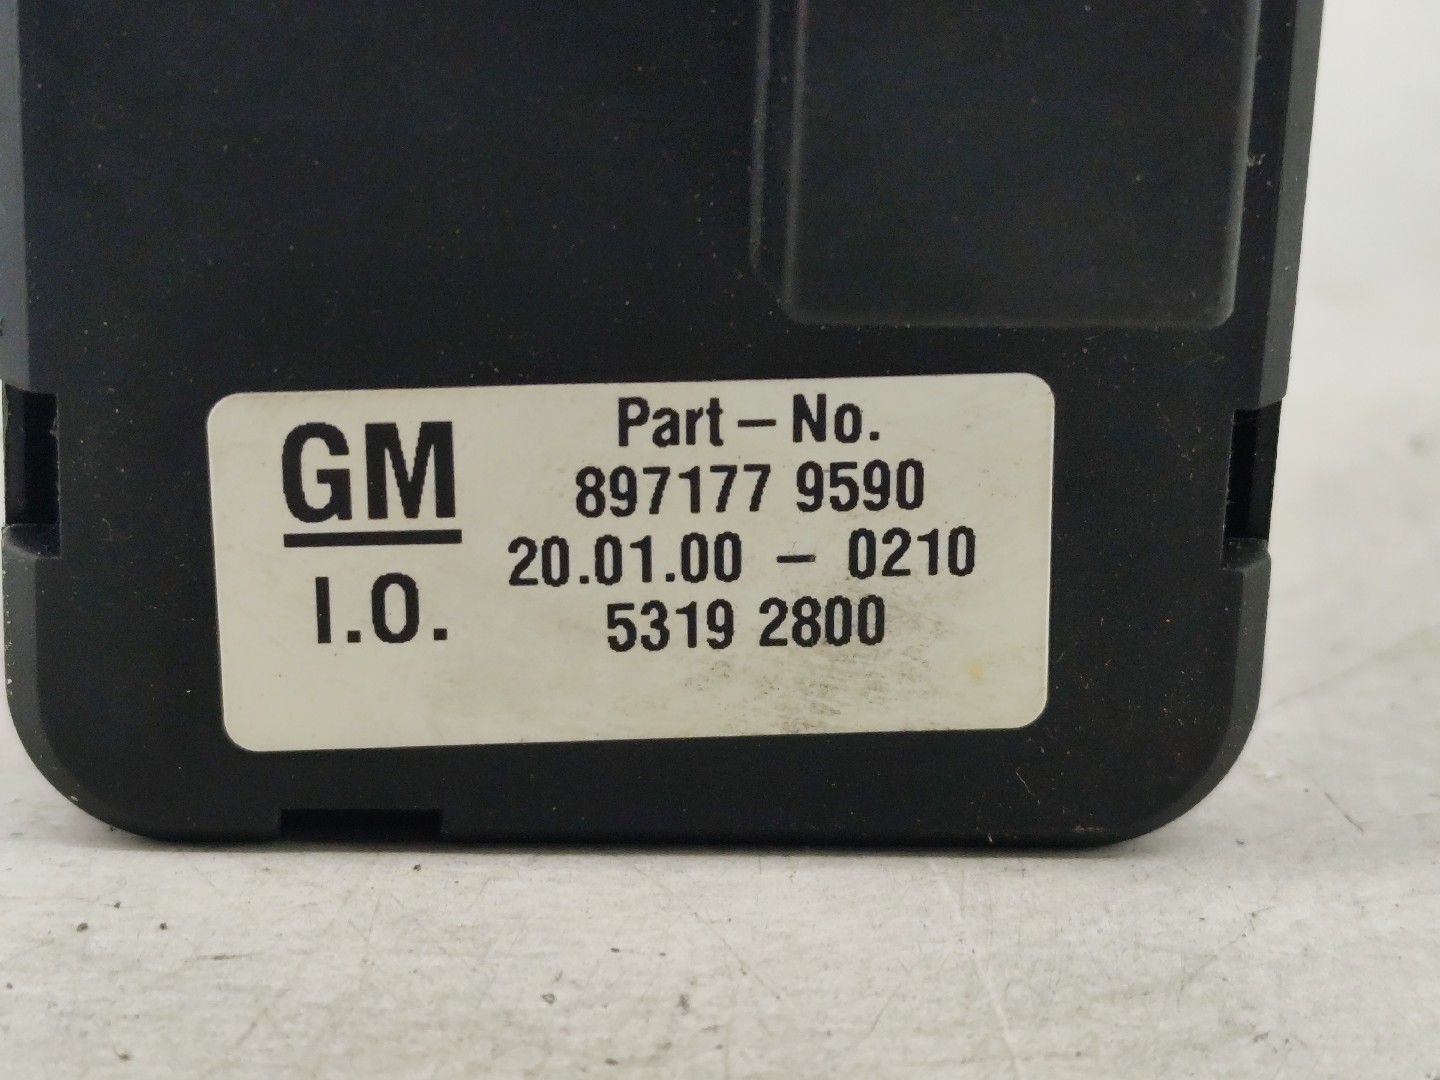 GM
I.O.
Part-No.
897177 9590
20.01.00 - 0210
5319 2800